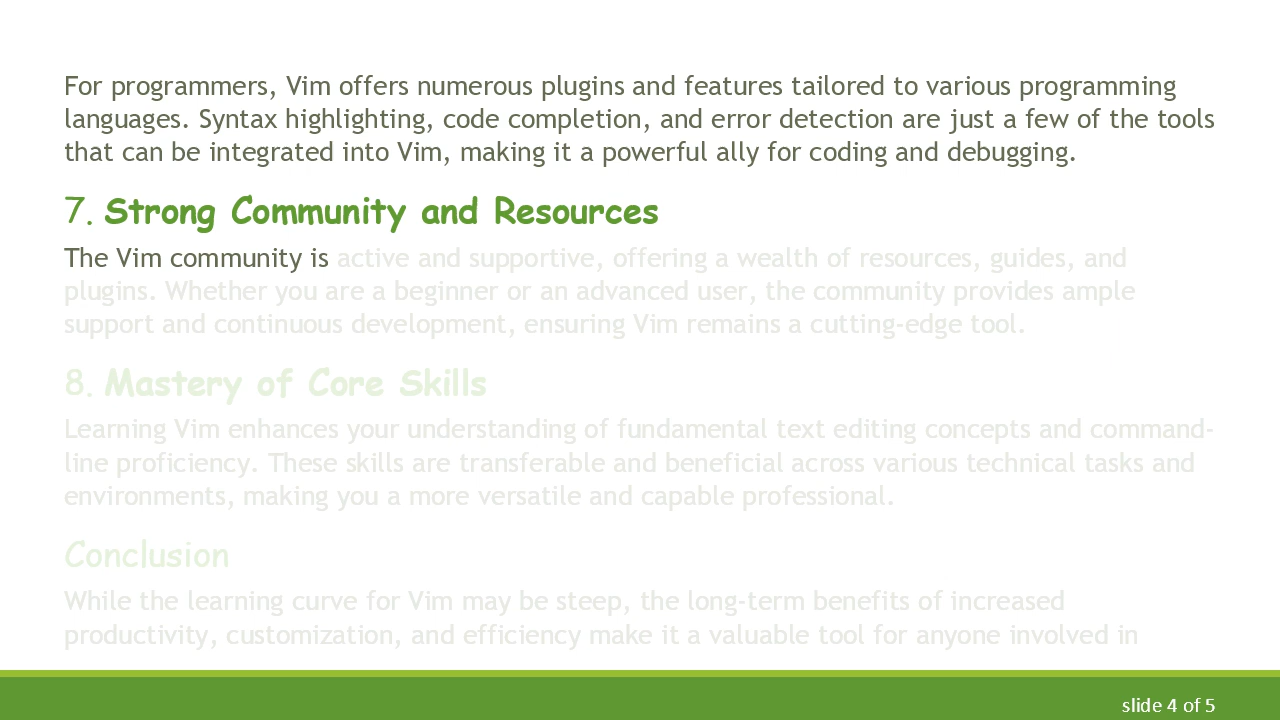 For programmers, Vim offers numerous plugins and features tailored to various programming
languages. Syntax highlighting, code completion, and error detection are just a few of the tools
that can be integrated into Vim, making it a powerful ally for coding and debugging.
7. Strong Community and Resources
The Vim community is active and supportive, offering a wealth of resources, guides, and
plugins. Whether you are a beginner or an advanced user, the community provides ample
support and continuous development, ensuring Vim remains a cutting-edge tool.
8. Mastery of Core Skills
Learning Vim enhances your understanding of fundamental text editing concepts and command-
line proficiency. These skills are transferable and beneficial across various technical tasks and
environments, making you a more versatile and capable professional.
Conclusion
While the learning curve for Vim may be steep, the long-term benefits of increased
productivity, customization, and efficiency make it a valuable tool for anyone involved in
slide 4 of 5